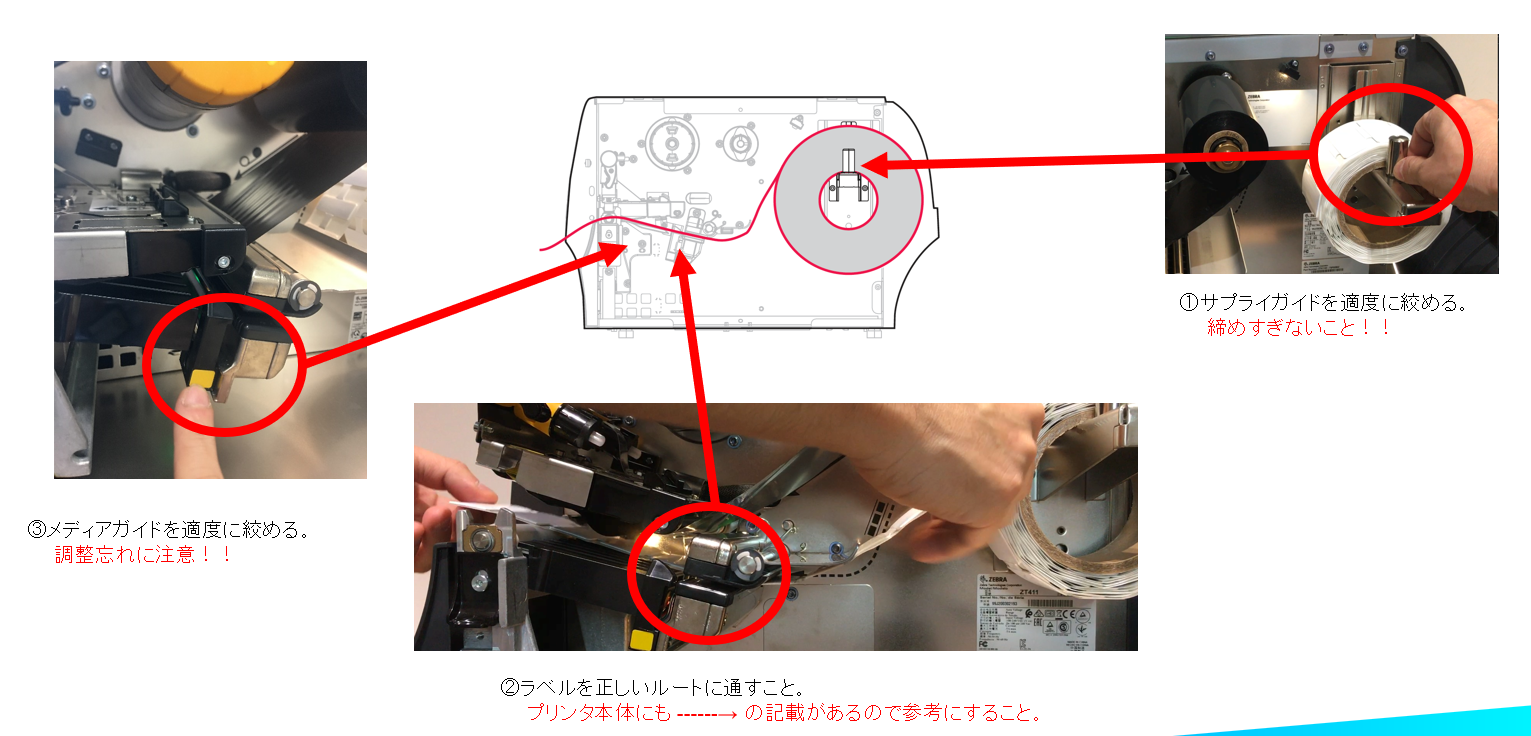 ZEBRA
①サプライガイドを適度に絞める。
締めすぎないこと！！
③メディアガイドを適度に絞める。
調整忘れに注意！！
ZEBRA
ZT411
②ラベルを正しいルートに通すこと。
プリンタ本体にも ------→ の記載があるので参考にすること。